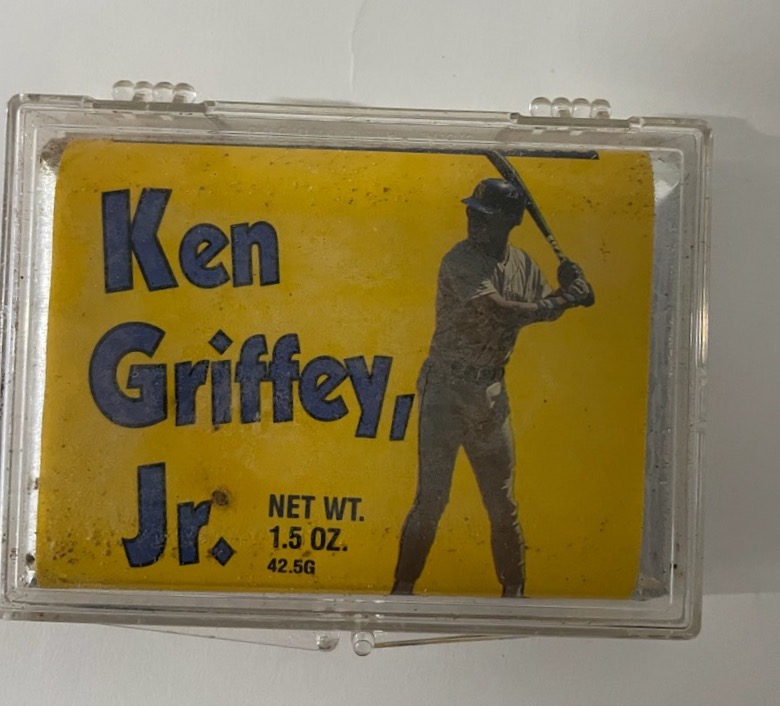 Ken
Griffey,
Jr.
NET WT.
1.5 OZ.
42.5G